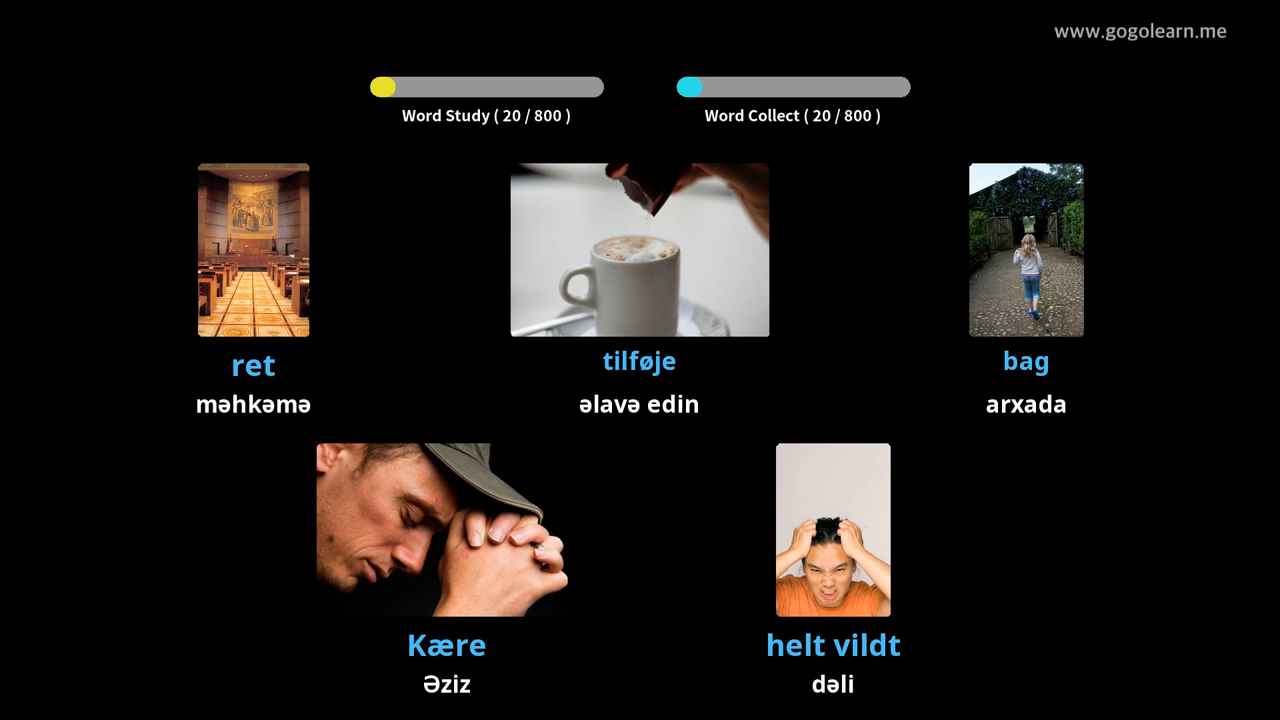 www.gogolearn.me
Word Study ( 20 / 800 )
Word Collect ( 20 / 800 )
ret
tilføje
bag
məhkəmə
əlavə edin
arxada
Kære
helt vildt
Əziz
dəli